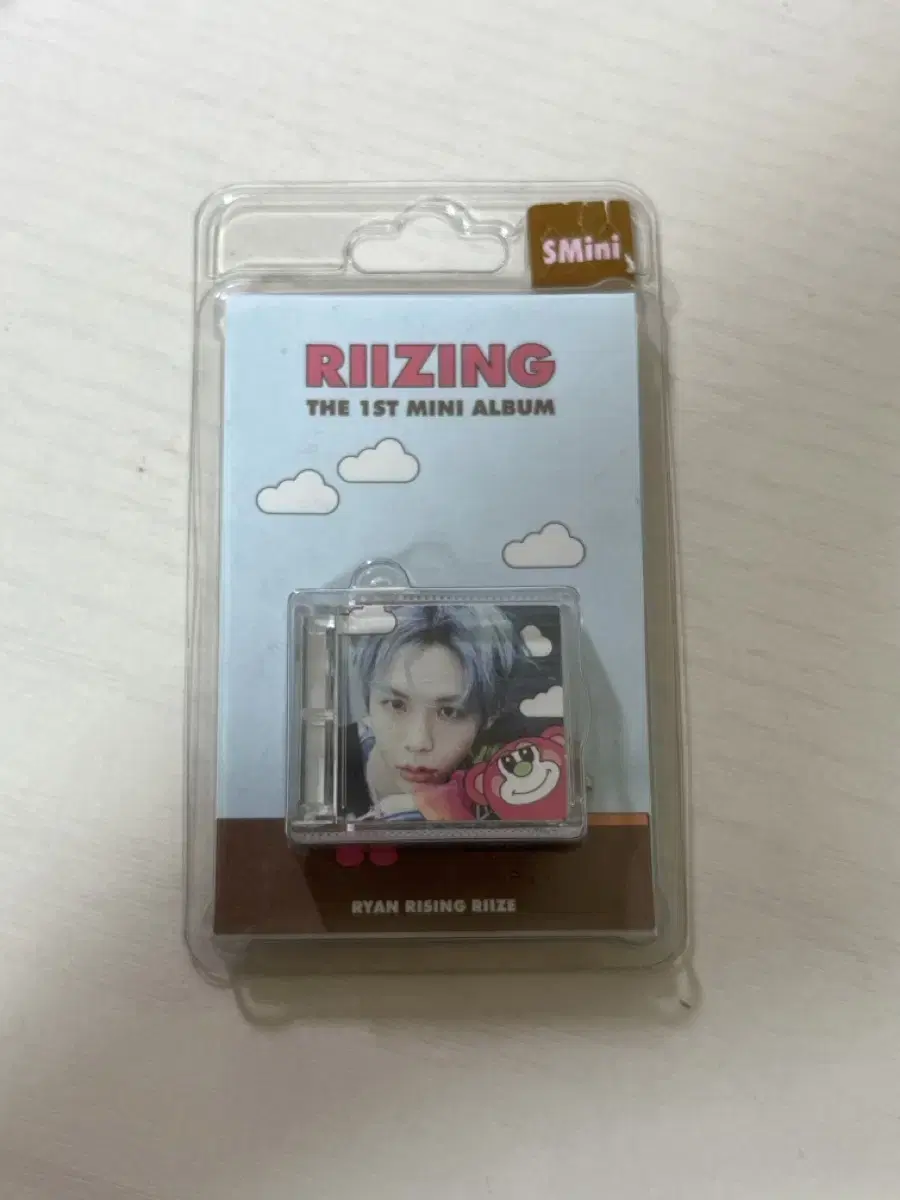 SMini
RIIZING
THE 1ST MINI ALBUM
RYAN RISING RIIZE